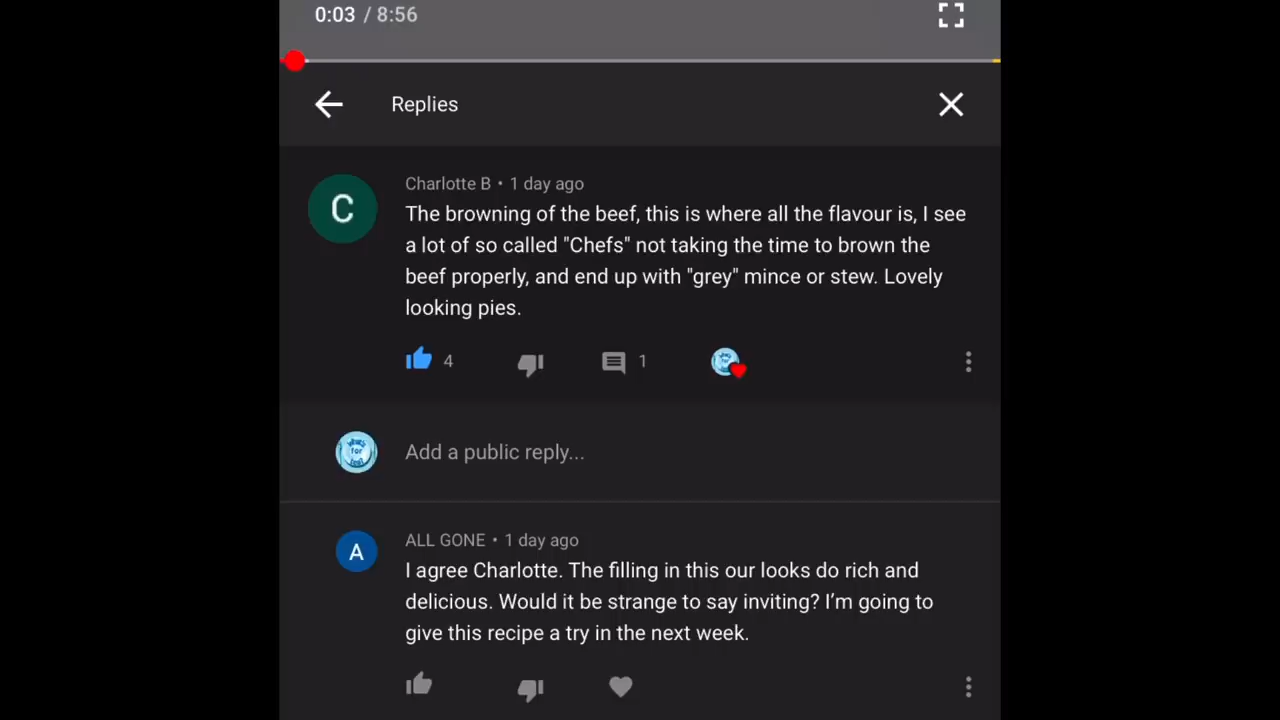 0:03 / 8:56
Replies
C
Charlotte B • 1 day ago
The browning of the beef, this is where all the flavour is, I see
a lot of so called "Chefs" not taking the time to brown the
beef properly, and end up with "grey" mince or stew. Lovely
looking pies.
4
1
Add a public reply...
A
ALL GONE • 1 day ago
I agree Charlotte. The filling in this our looks do rich and
delicious. Would it be strange to say inviting? I’m going to
give this recipe a try in the next week.